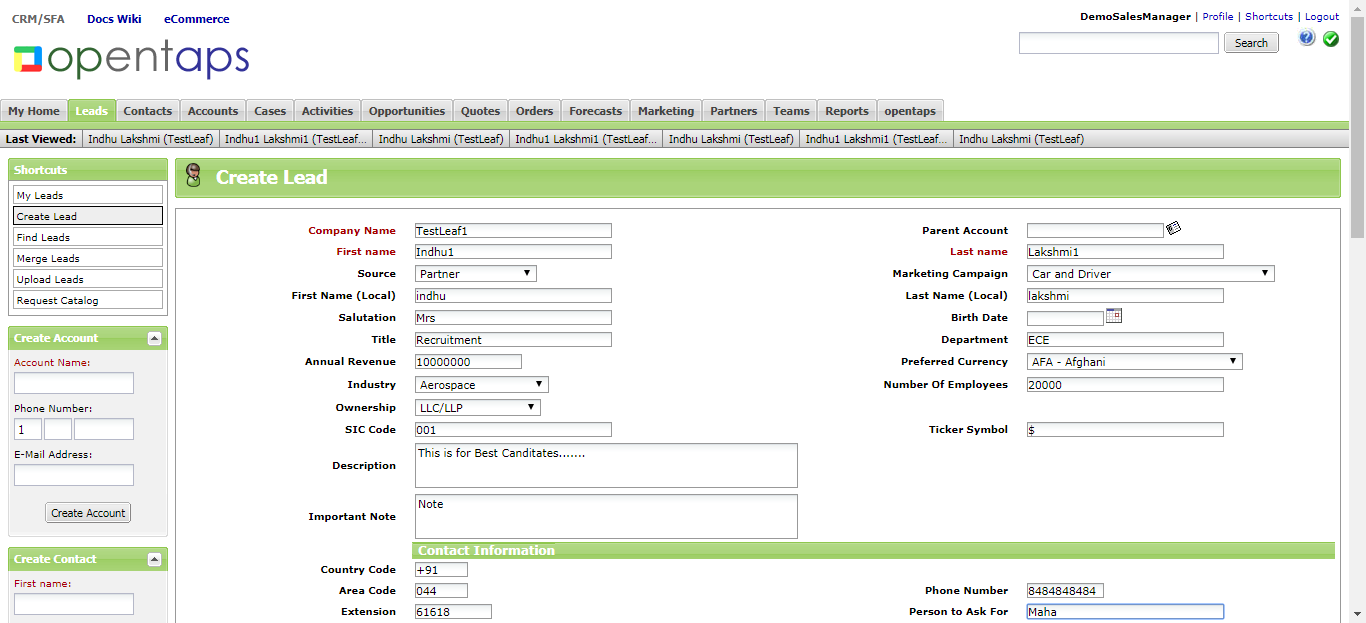 CRM/SFA Docs Wiki eCommerce
DemoSalesManager | Profile | Shortcuts | Logout
opentaps
Search
My Home Leads Contacts Accounts Cases Activities Opportunities Quotes Orders Forecasts Marketing Partners Teams Reports opentaps
Last Viewed: Indhu Lakshmi (TestLeaf) Indhu1 Lakshmi1 (TestLeaf... Indhu Lakshmi (TestLeaf) Indhu1 Lakshmi1 (TestLeaf... Indhu Lakshmi (TestLeaf) Indhu1 Lakshmi1 (TestLeaf... Indhu Lakshmi (TestLeaf)
Shortcuts
My Leads
Create Lead
Find Leads
Merge Leads
Upload Leads
Request Catalog
Create Account
Account Name:
Phone Number:
1
E-Mail Address:
Create Account
Create Contact
First name:
Create Lead
Company Name TestLeaf1 Parent Account
First name Indhu1 Last name Lakshmi1
Source Partner Marketing Campaign Car and Driver
First Name (Local) indhu Last Name (Local) lakshmi
Salutation Mrs Birth Date
Title Recruitment Department ECE
Annual Revenue 10000000 Preferred Currency AFA - Afghani
Industry Aerospace Number Of Employees 20000
Ownership LLC/LLP
SIC Code 001 Ticker Symbol $
Description This is for Best Canditates.......
Important Note Note
Contact Information
Country Code +91
Area Code 044 Phone Number 8484848484
Extension 61618 Person to Ask For Maha